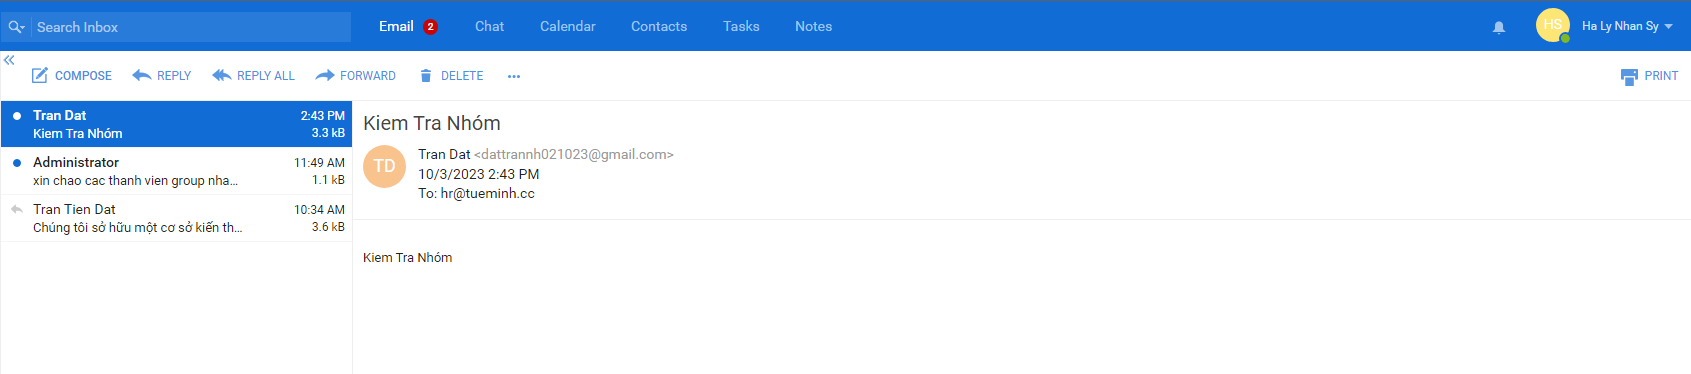 Search Inbox
Email 2 Chat Calendar Contacts Tasks Notes
HS Ha Ly Nhan Sy
COMPOSE REPLY REPLY ALL FORWARD DELETE ... PRINT
Tran Dat 2:43 PM
Kiem Tra Nhóm 3.3 kB
Administrator 11:49 AM
xin chao cac thanh vien group nha... 1.1 kB
Tran Tien Dat 10:34 AM
Chúng tôi sở hữu một cơ sở kiến th... 3.6 kB
Kiem Tra Nhóm
TD
Tran Dat <dattrannh021023@gmail.com>
10/3/2023 2:43 PM
To: hr@tueminh.cc
Kiem Tra Nhóm